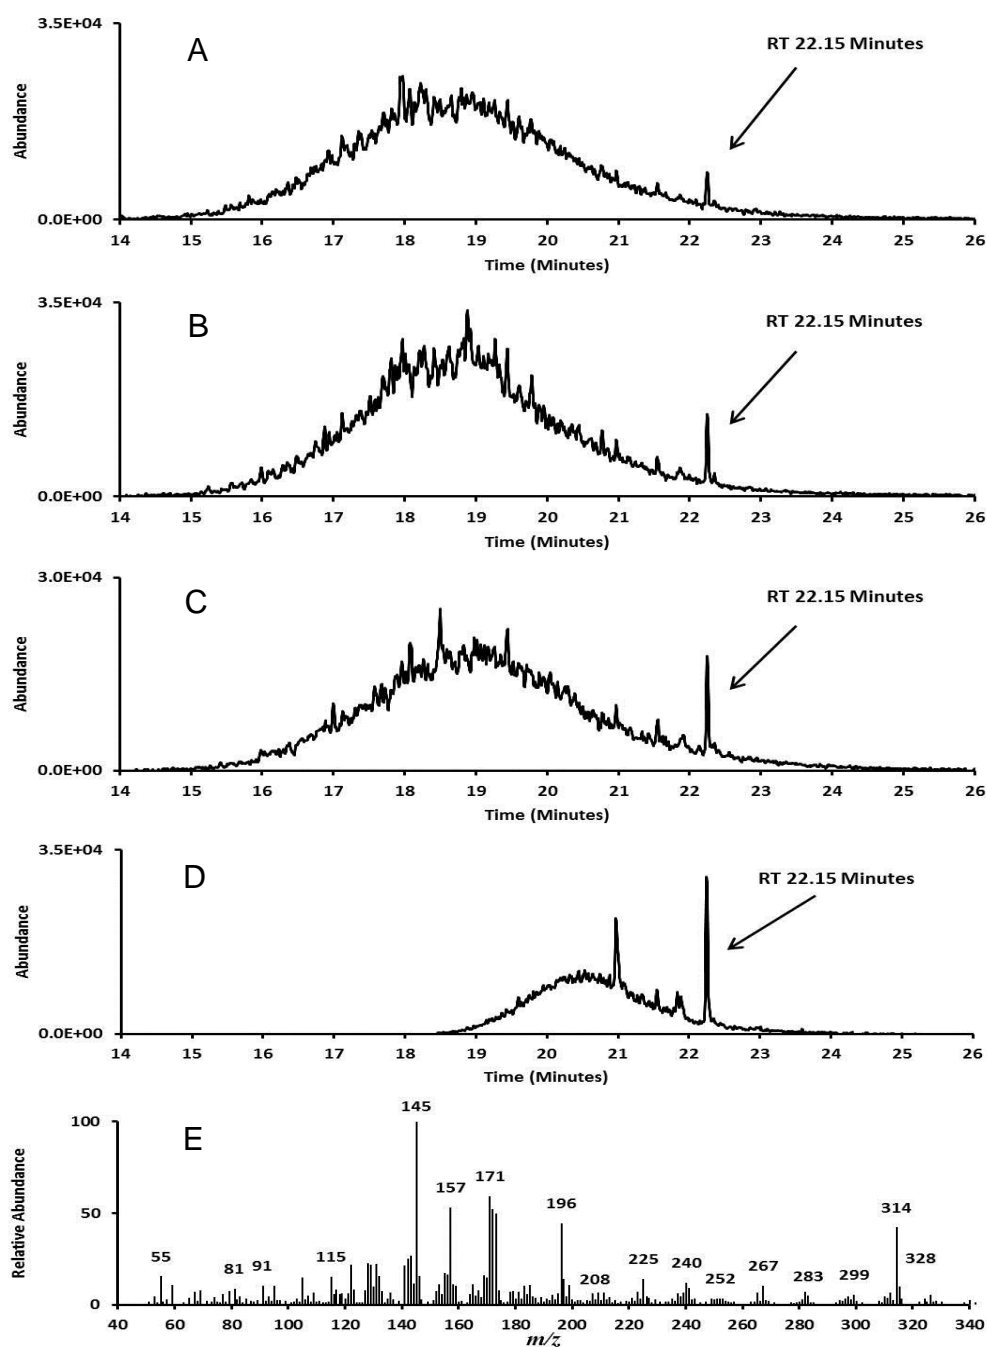 3.5E+04
A
RT 22.15 Minutes
Abundance
0.0E+00
14 15 16 17 18 19 20 21 22 23 24 25 26
Time (Minutes)
3.5E+04
B
RT 22.15 Minutes
Abundance
0.0E+00
14 15 16 17 18 19 20 21 22 23 24 25 26
Time (Minutes)
3.0E+04
C
RT 22.15 Minutes
Abundance
0.0E+00
14 15 16 17 18 19 20 21 22 23 24 25 26
Time (Minutes)
3.5E+04
D
RT 22.15 Minutes
Abundance
0.0E+00
14 15 16 17 18 19 20 21 22 23 24 25 26
Time (Minutes)
E
Relative Abundance
100
50
0
55 81 91 115 145 157 171 196 208 225 240 252 267 283 299 314 328
40 60 80 100 120 140 160 180 200 220 240 260 280 300 320 340
m/z